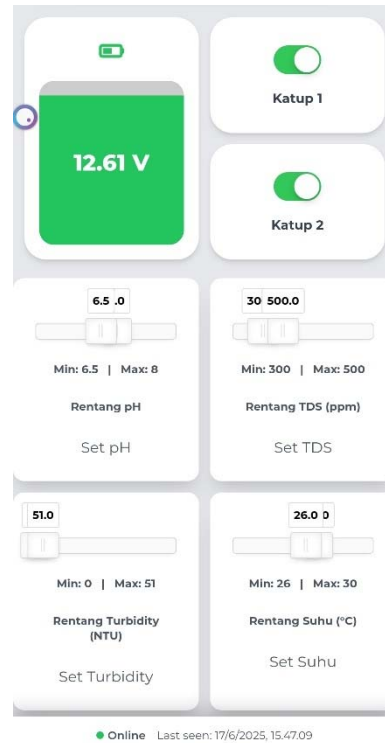 12.61 V
Katup 1
Katup 2
6.5 .0
Min: 6.5 | Max: 8
Rentang pH
Set pH
30 500.0
Min: 300 | Max: 500
Rentang TDS (ppm)
Set TDS
51.0
Min: 0 | Max: 51
Rentang Turbidity
(NTU)
Set Turbidity
26.0 0
Min: 26 | Max: 30
Rentang Suhu (°C)
Set Suhu
Online Last seen: 17/6/2025, 15.47.09